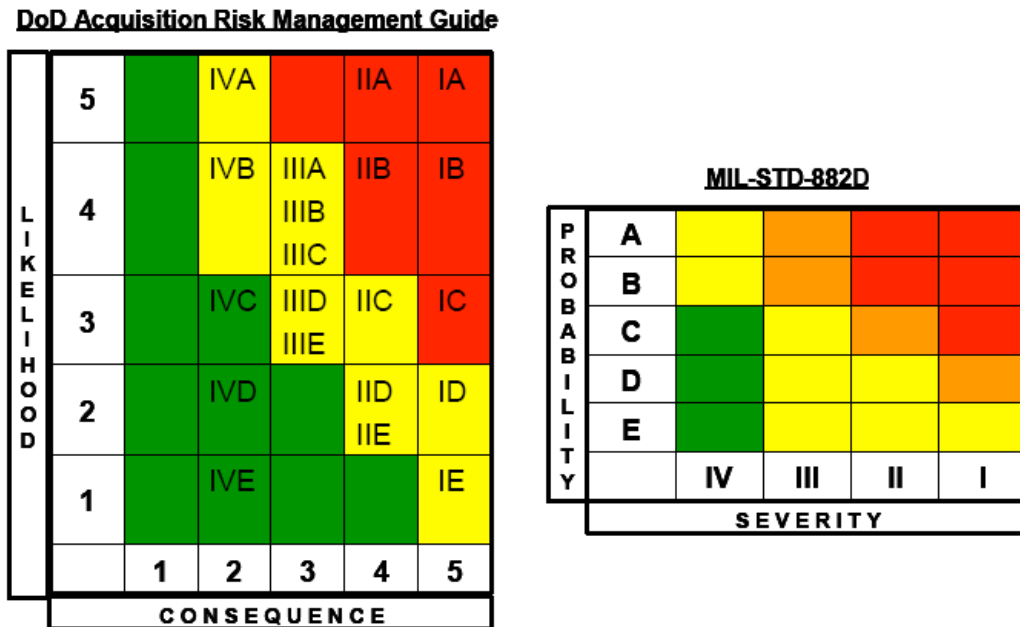 DoD Acquisition Risk Management Guide
LIKELIHOOD
5 IVA IIA IA
4 IVB IIIA IIB IB
IIIB
IIIC
3 IVC IIID IIC IC
IIIE
2 IVD IID ID
IIE
1 IVE IE
1 2 3 4 5
CONSEQUENCE
MIL-STD-882D
PROBABILITY
A
B
C
D
E
IV III II I
SEVERITY